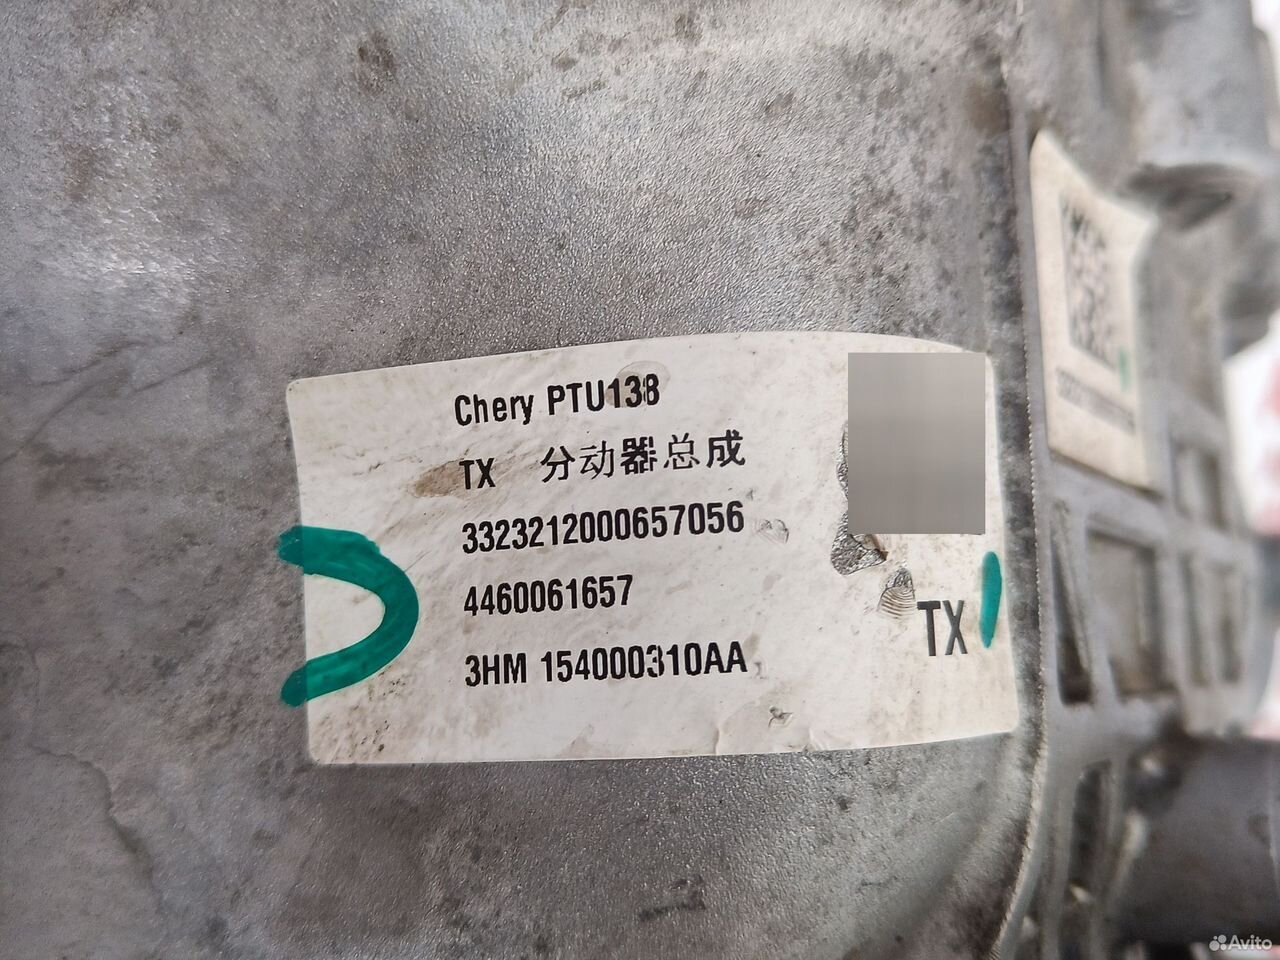 Chery PTU138
TX 分动器总成
3323212000657056
4460061657
3HM 154000310AA
TX
Avito